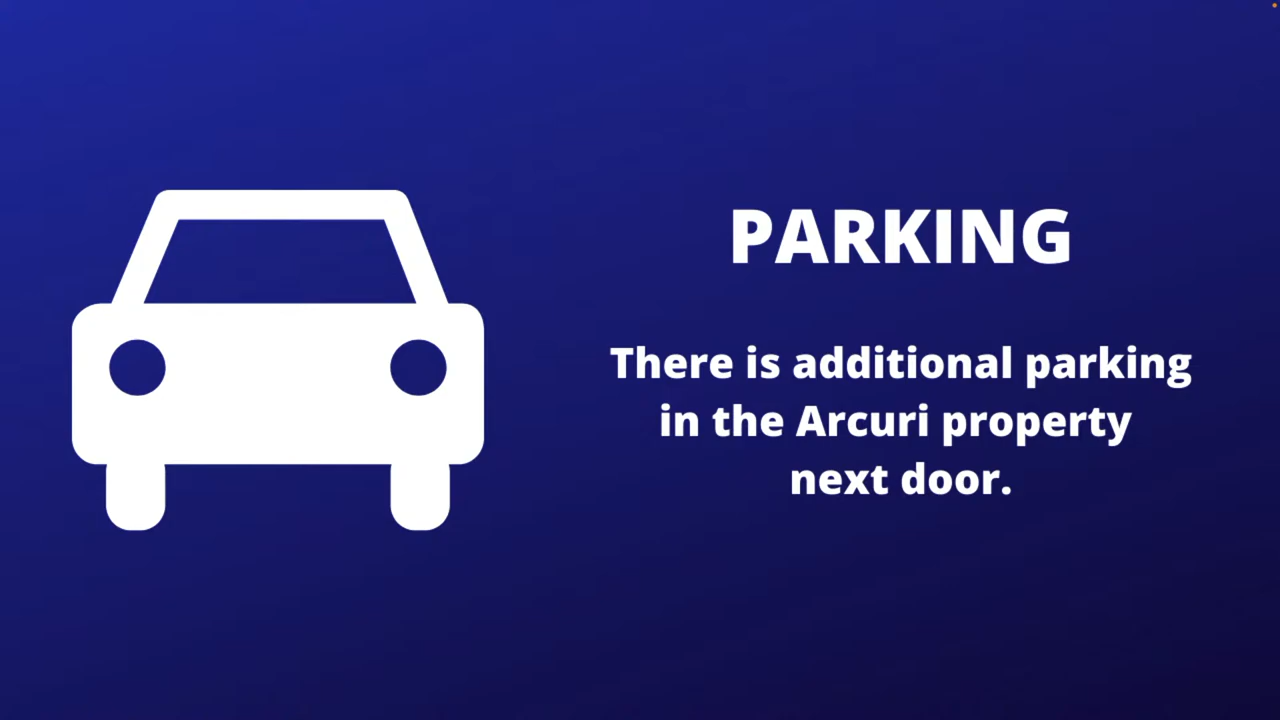 PARKING
There is additional parking
in the Arcuri property
next door.